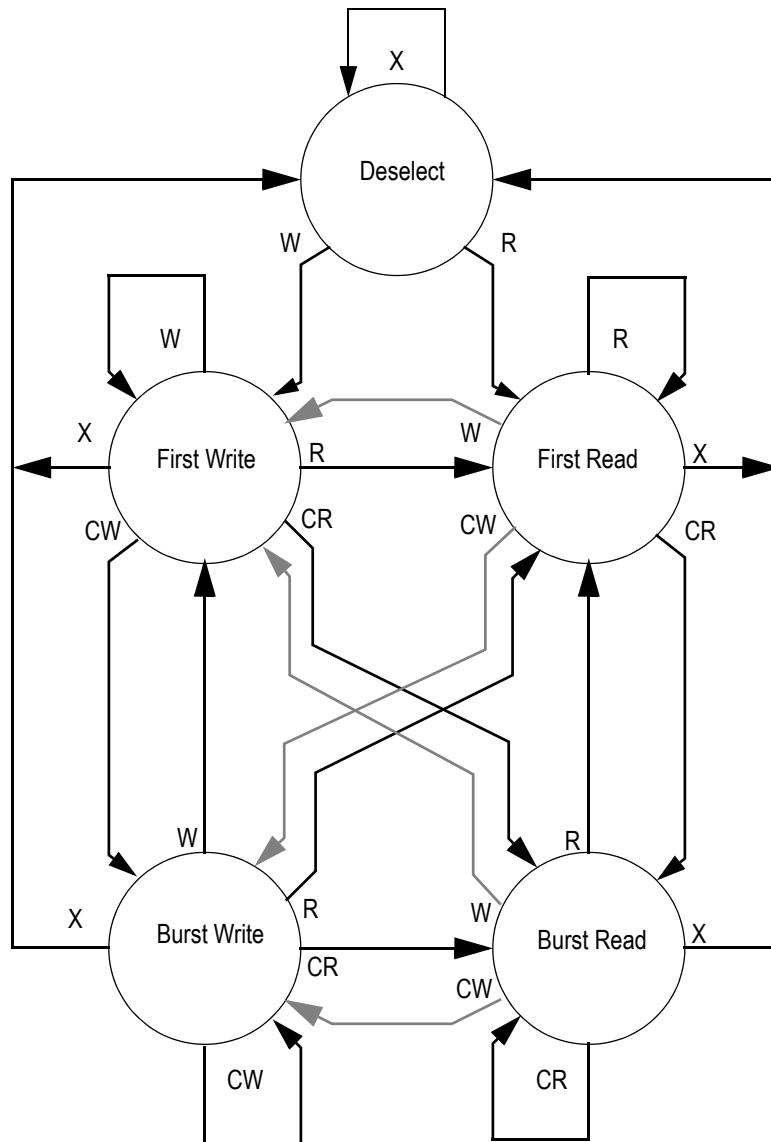 X
Deselect
W
R
W
R
X
W
First Write
R
First Read
X
CW
CR
CW
CR
W
R
X
R
W
Burst Write
Burst Read
X
CR
CW
CW
CR